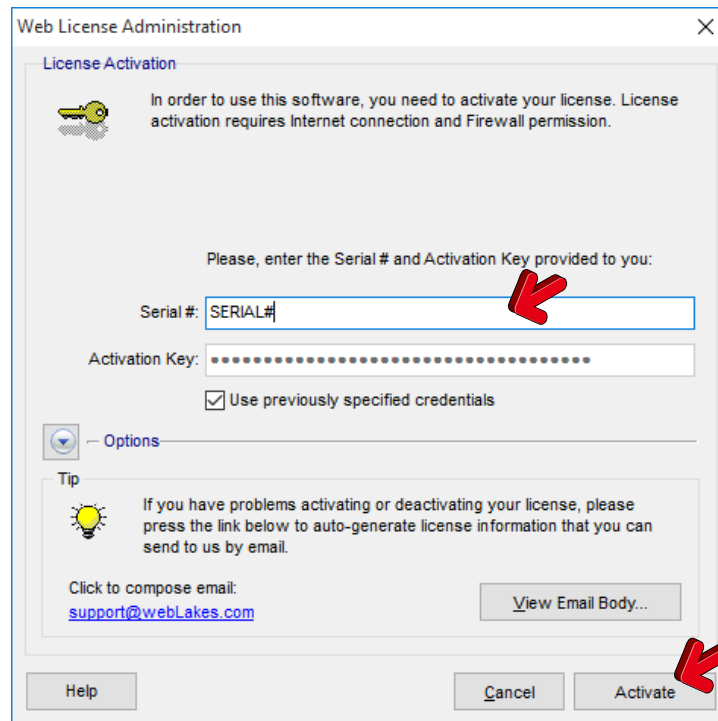 Web License Administration
License Activation
In order to use this software, you need to activate your license. License
activation requires Internet connection and Firewall permission.
Please, enter the Serial # and Activation Key provided to you:
Serial #: SERIAL#
Activation Key: ●●●●●●●●●●●●●●●●●●●●●●●●●●●●●●●●●●●●
Use previously specified credentials
Options
Tip
If you have problems activating or deactivating your license, please
press the link below to auto-generate license information that you can
send to us by email.
Click to compose email:
support@webLakes.com
View Email Body...
Help
Cancel
Activate